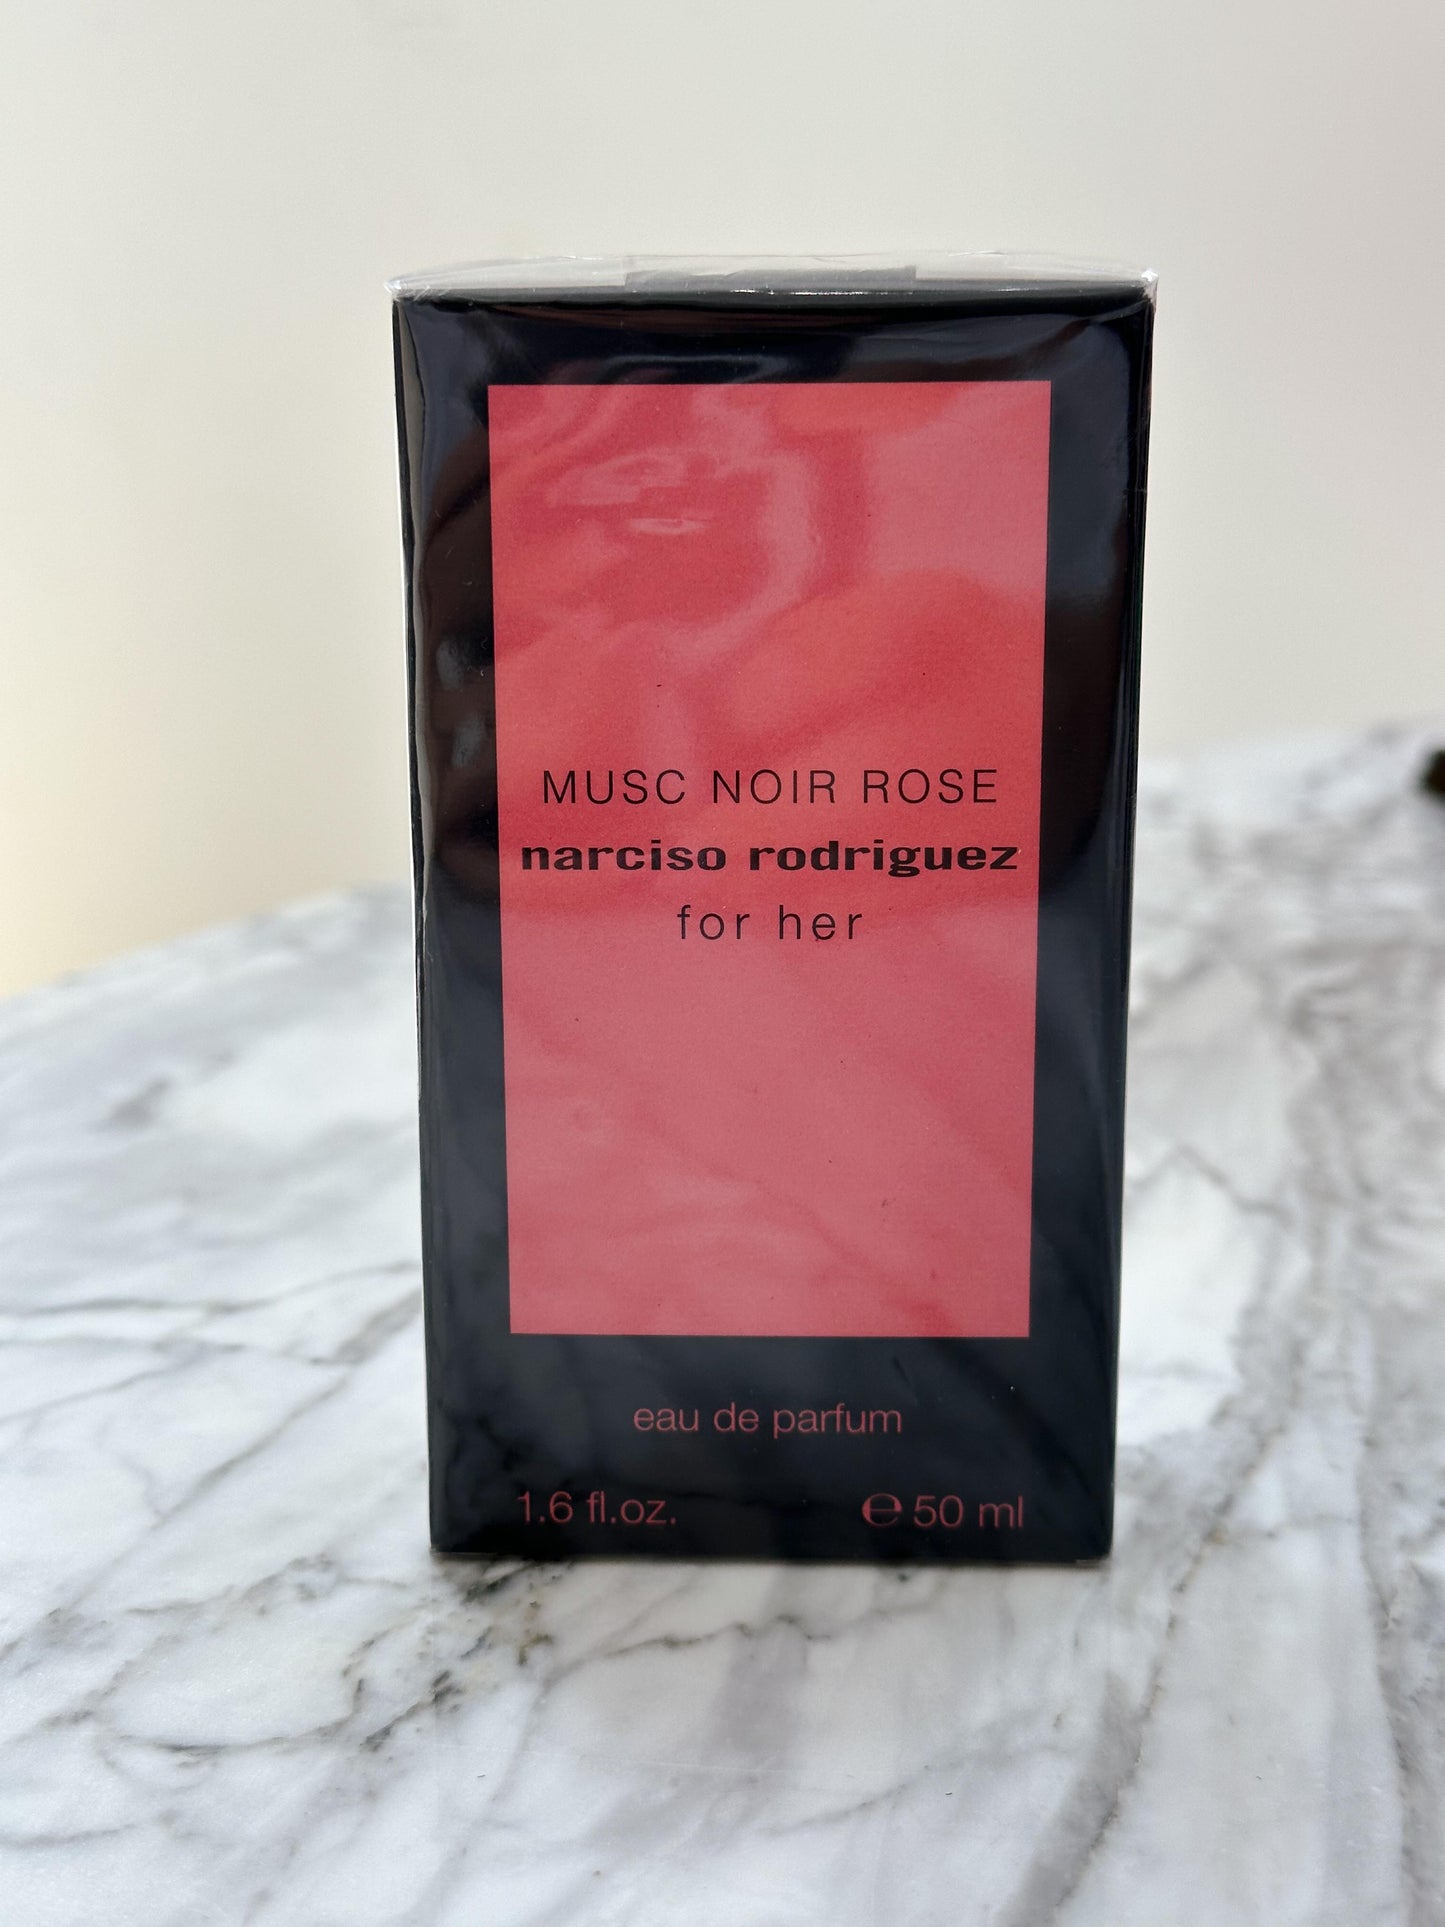 MUSC NOIR ROSE
narciso rodriguez
for her
eau de parfum
1.6 fl.oz. ℮ 50 ml